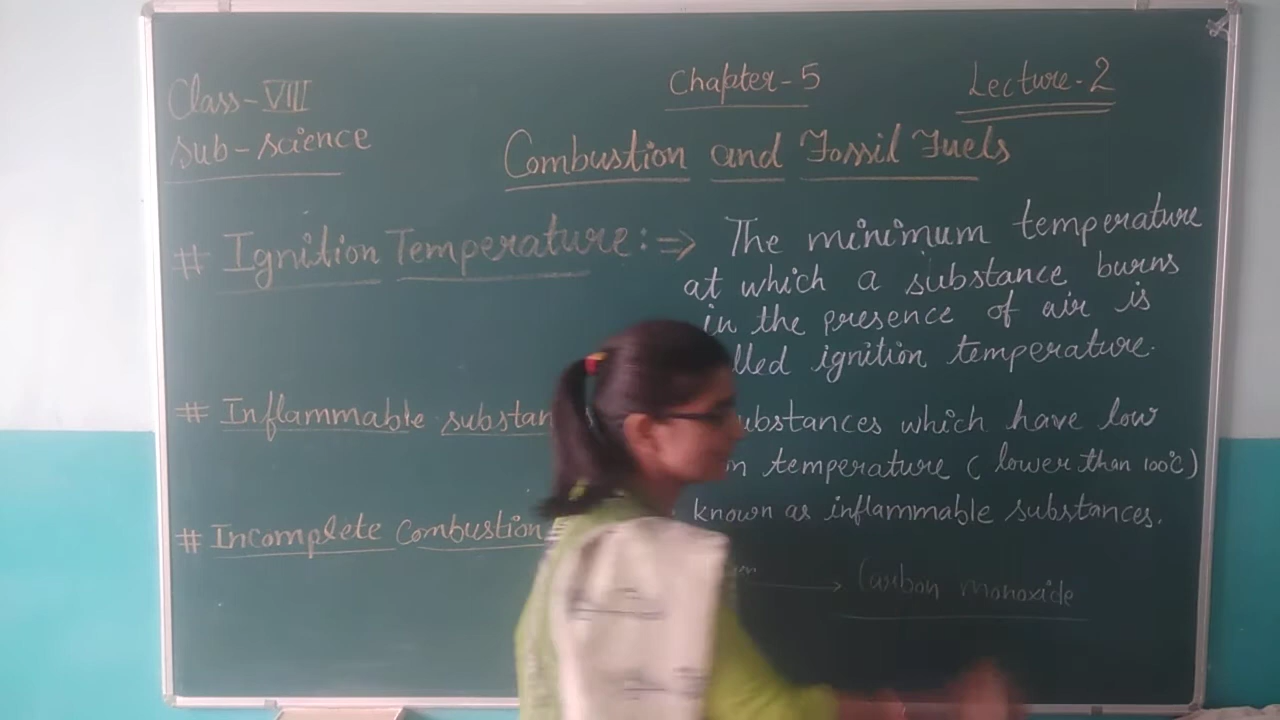 Class-VIII
Chapter-5
Lecture-2
Sub-science
Combustion and Fossil Fuels
# Ignition Temperature:⇒ The minimum temperature
at which a substance burns
in the presence of air is
lled ignition temperature.
# Inflammable substan ubstances which have low
n temperature (lower than 100°C)
known as inflammable substances.
# Incomplete Combustion
→ Carbon monoxide